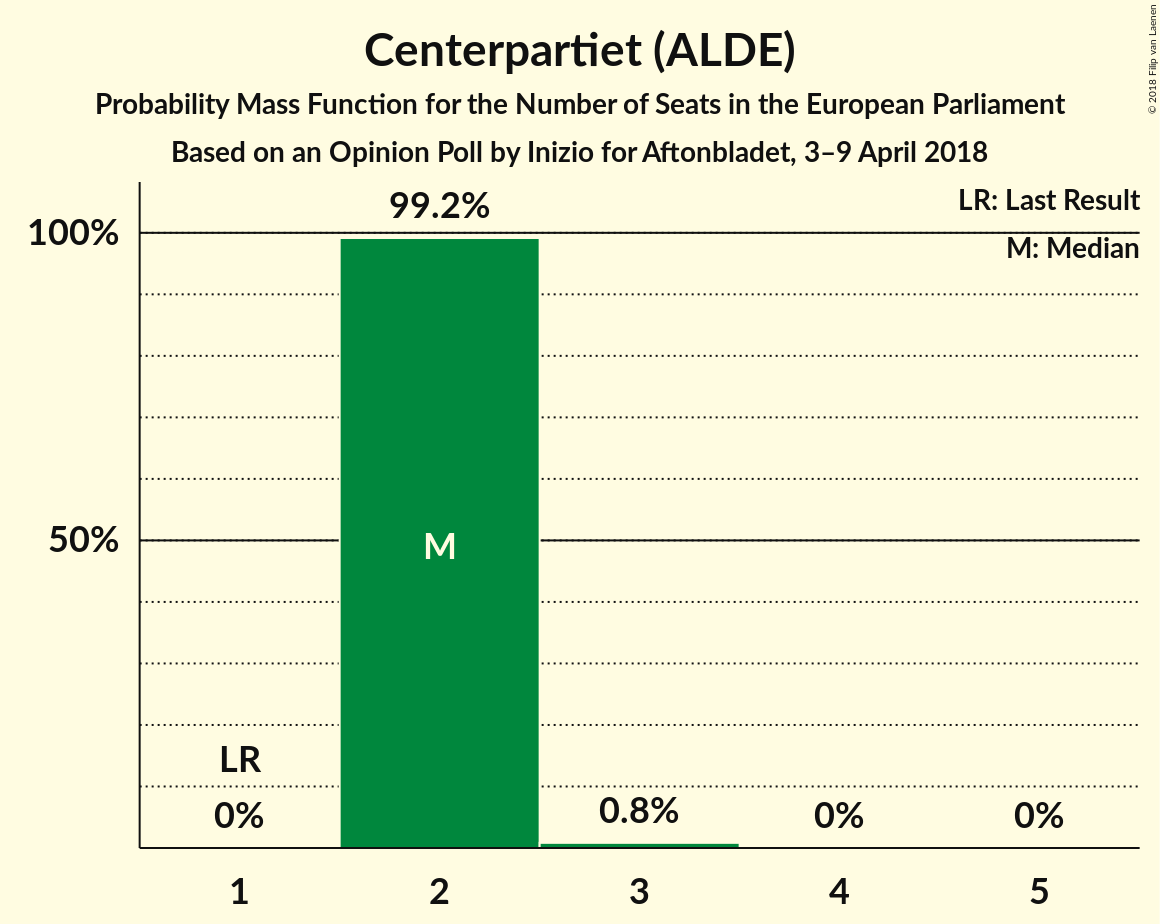 Centerpartiet (ALDE)
Probability Mass Function for the Number of Seats in the European Parliament
Based on an Opinion Poll by Inizio for Aftonbladet, 3–9 April 2018
© 2018 Filip van Laenen
LR: Last Result
M: Median
99.2%
100%
50%
M
LR
0%
0.8%
0%
0%
1
2
3
4
5